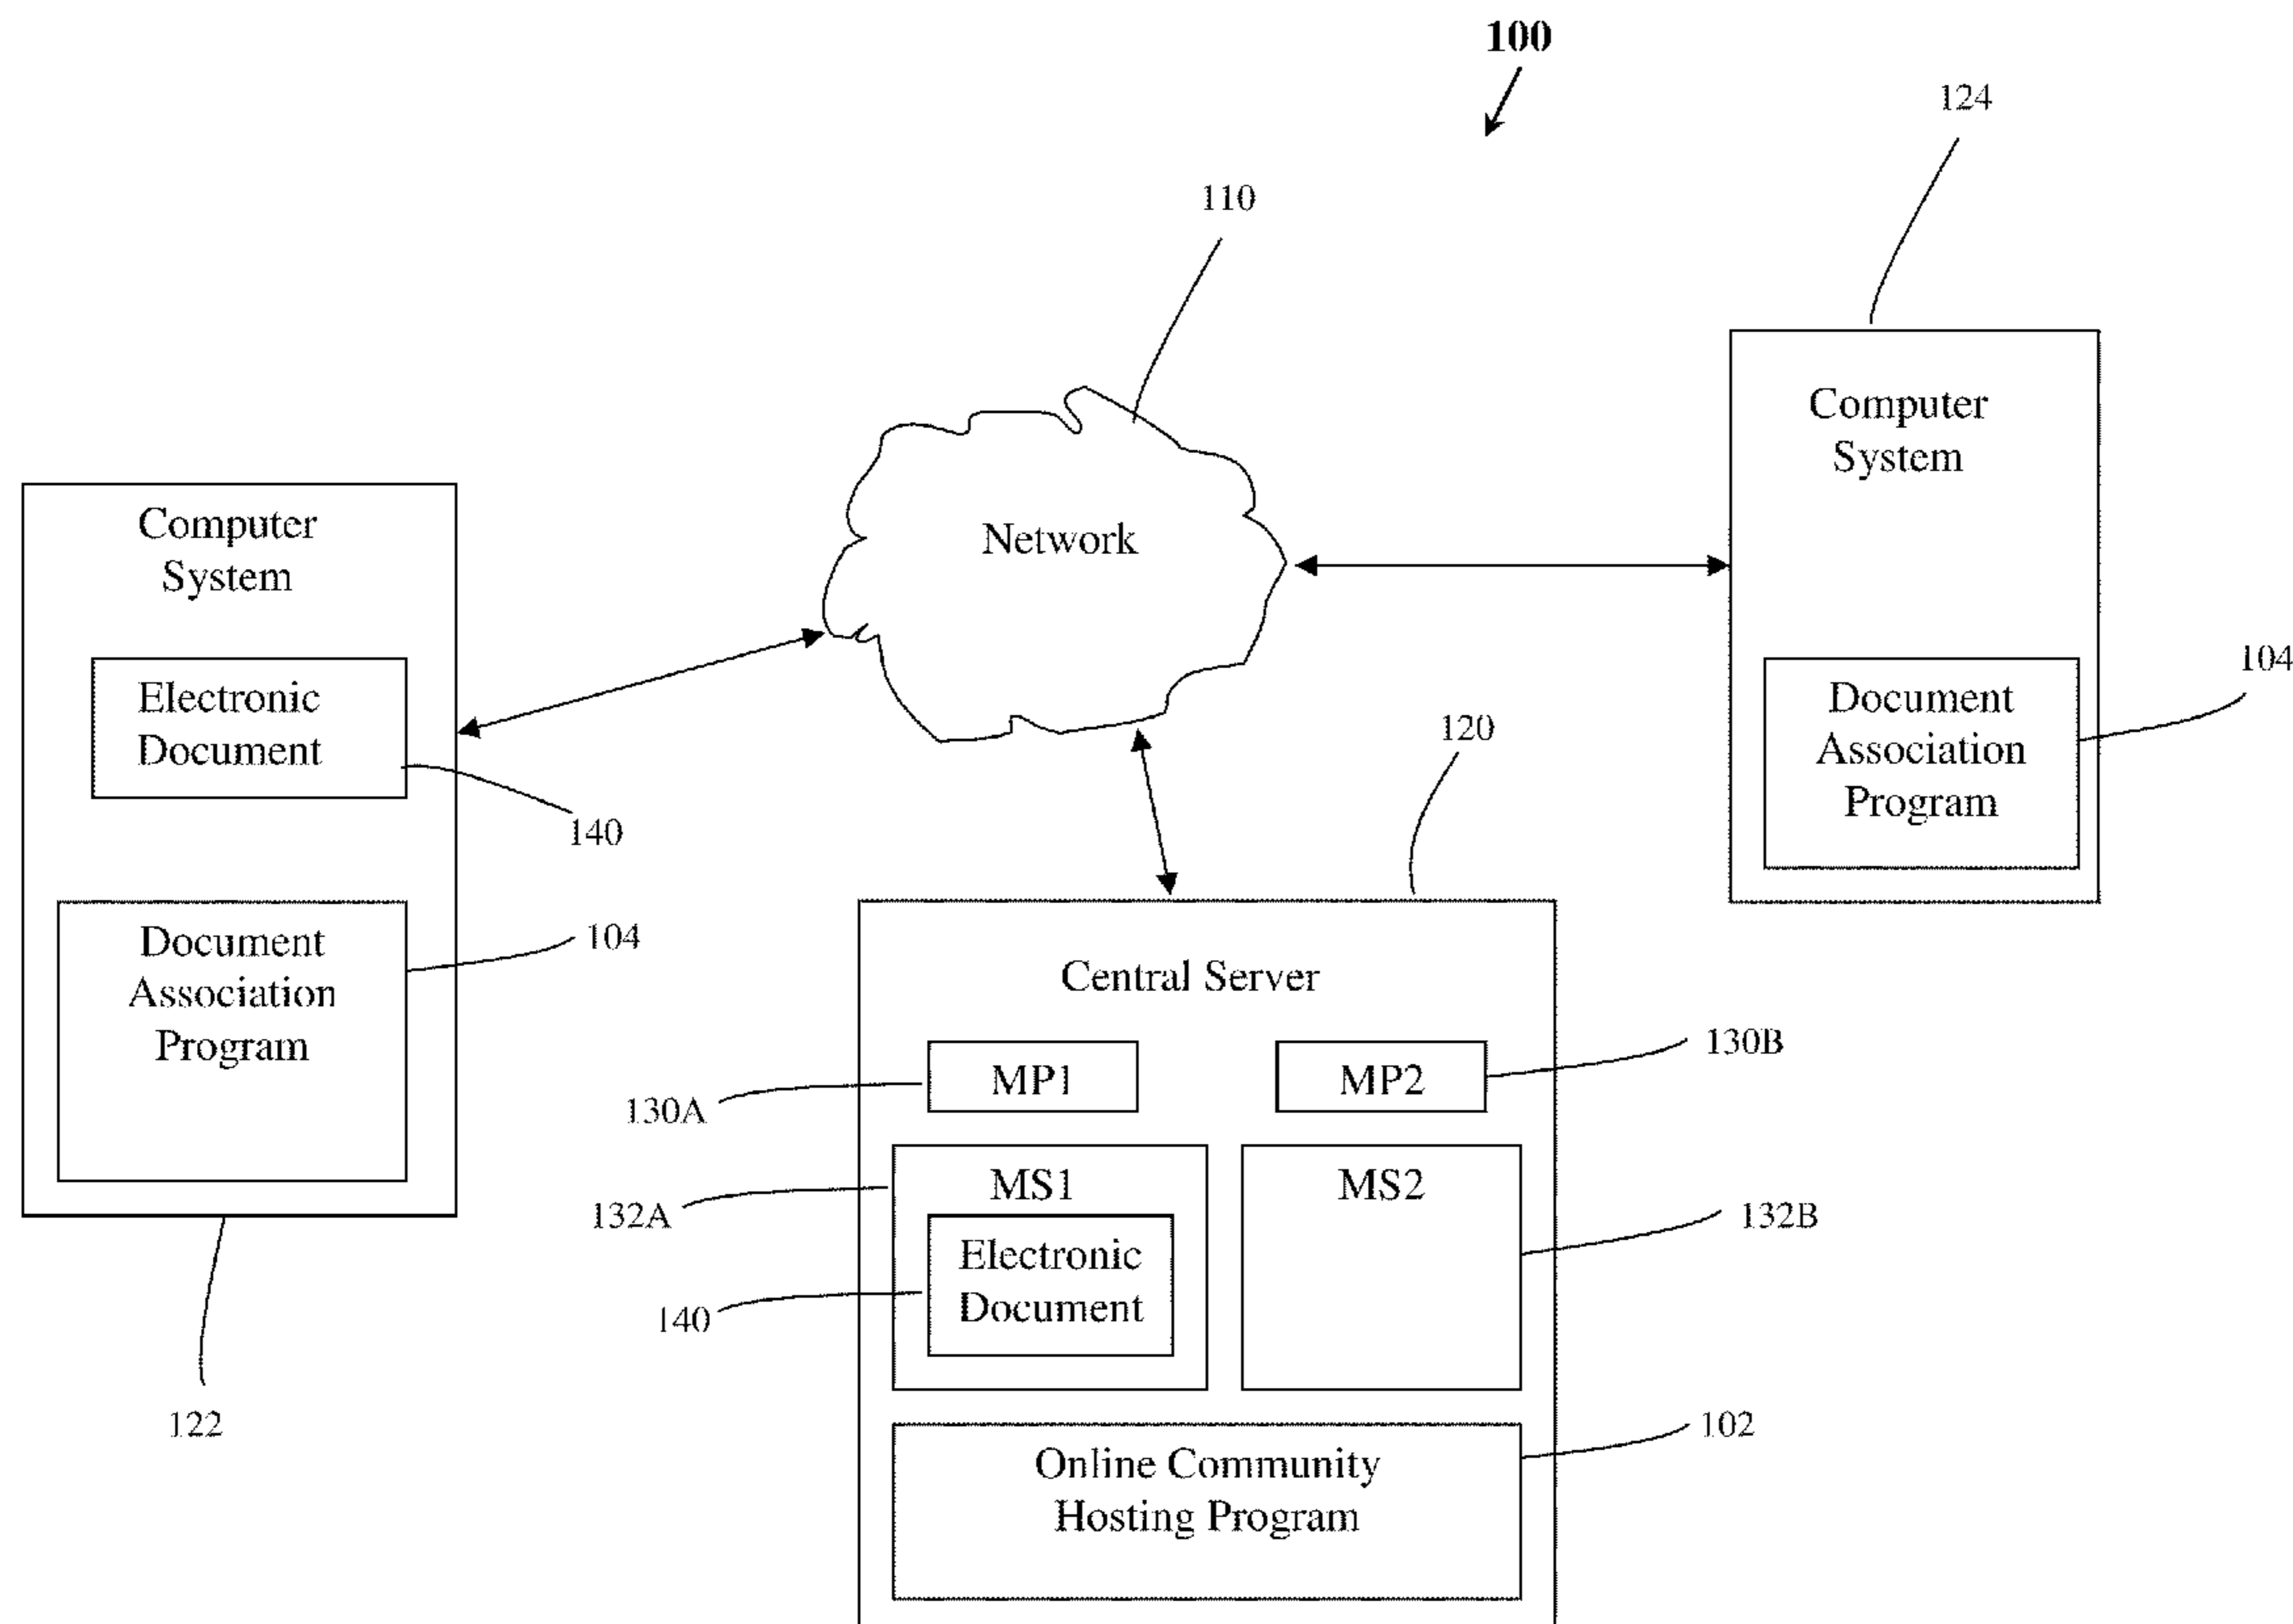 100
124
110
Computer
System
Network
Computer
System
Electronic
Document
140
Document
Association
Program
104
120
Document
Association
Program
104
Central Server
MP1
MP2
130A
130B
MS1
MS2
132A
132B
Electronic
Document
140
122
Online Community
Hosting Program
102